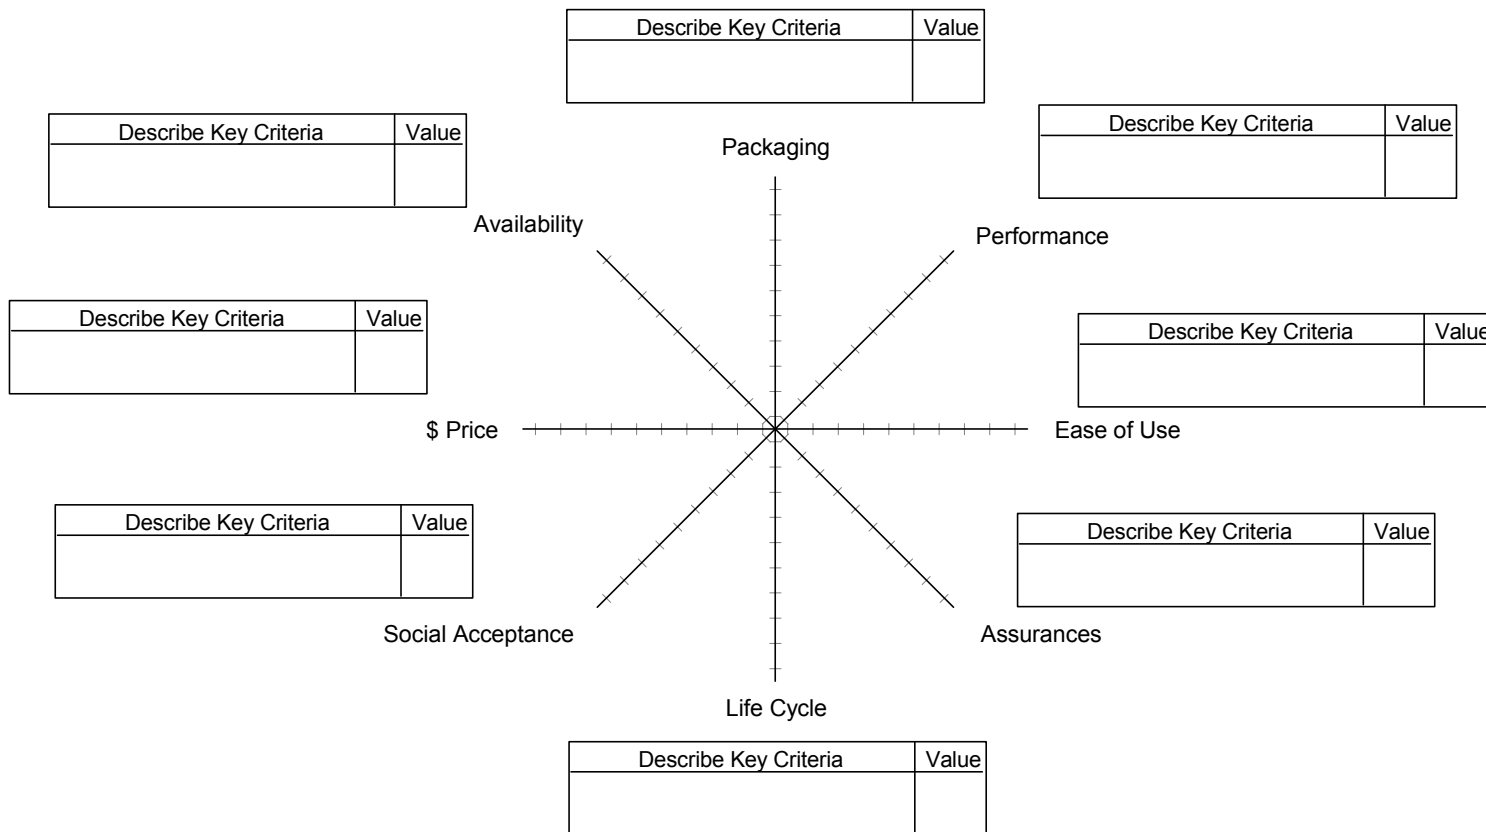 Describe Key Criteria Value
Describe Key Criteria Value
Describe Key Criteria Value
Packaging
Availability
Performance
Describe Key Criteria Value
Describe Key Criteria Value
$ Price
Ease of Use
Describe Key Criteria Value
Describe Key Criteria Value
Social Acceptance
Assurances
Life Cycle
Describe Key Criteria Value